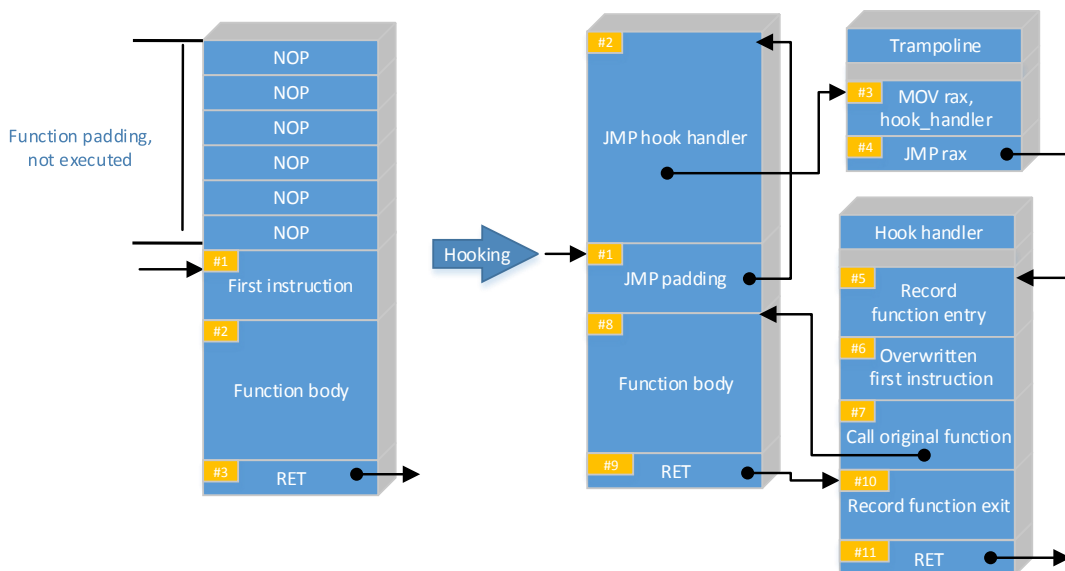 NOP
NOP
NOP
NOP
NOP
NOP
Function padding,
not executed
#1
First instruction
#2
Function body
#3
RET
Hooking
#2
JMP hook handler
#1
JMP padding
#8
Function body
#9
RET
Trampoline
#3
MOV rax,
hook_handler
#4
JMP rax
Hook handler
#5
Record
function entry
#6
Overwritten
first instruction
#7
Call original function
#10
Record function exit
#11
RET